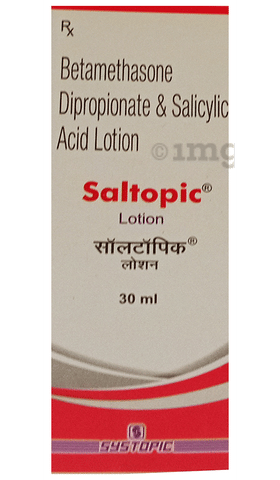 Rx
Betamethasone
Dipropionate & Salicylic
Acid Lotion
©1mg
Saltopic®
Lotion
सॉलटॉपिक®
लोशन
30 ml
S
SYSTOPIC